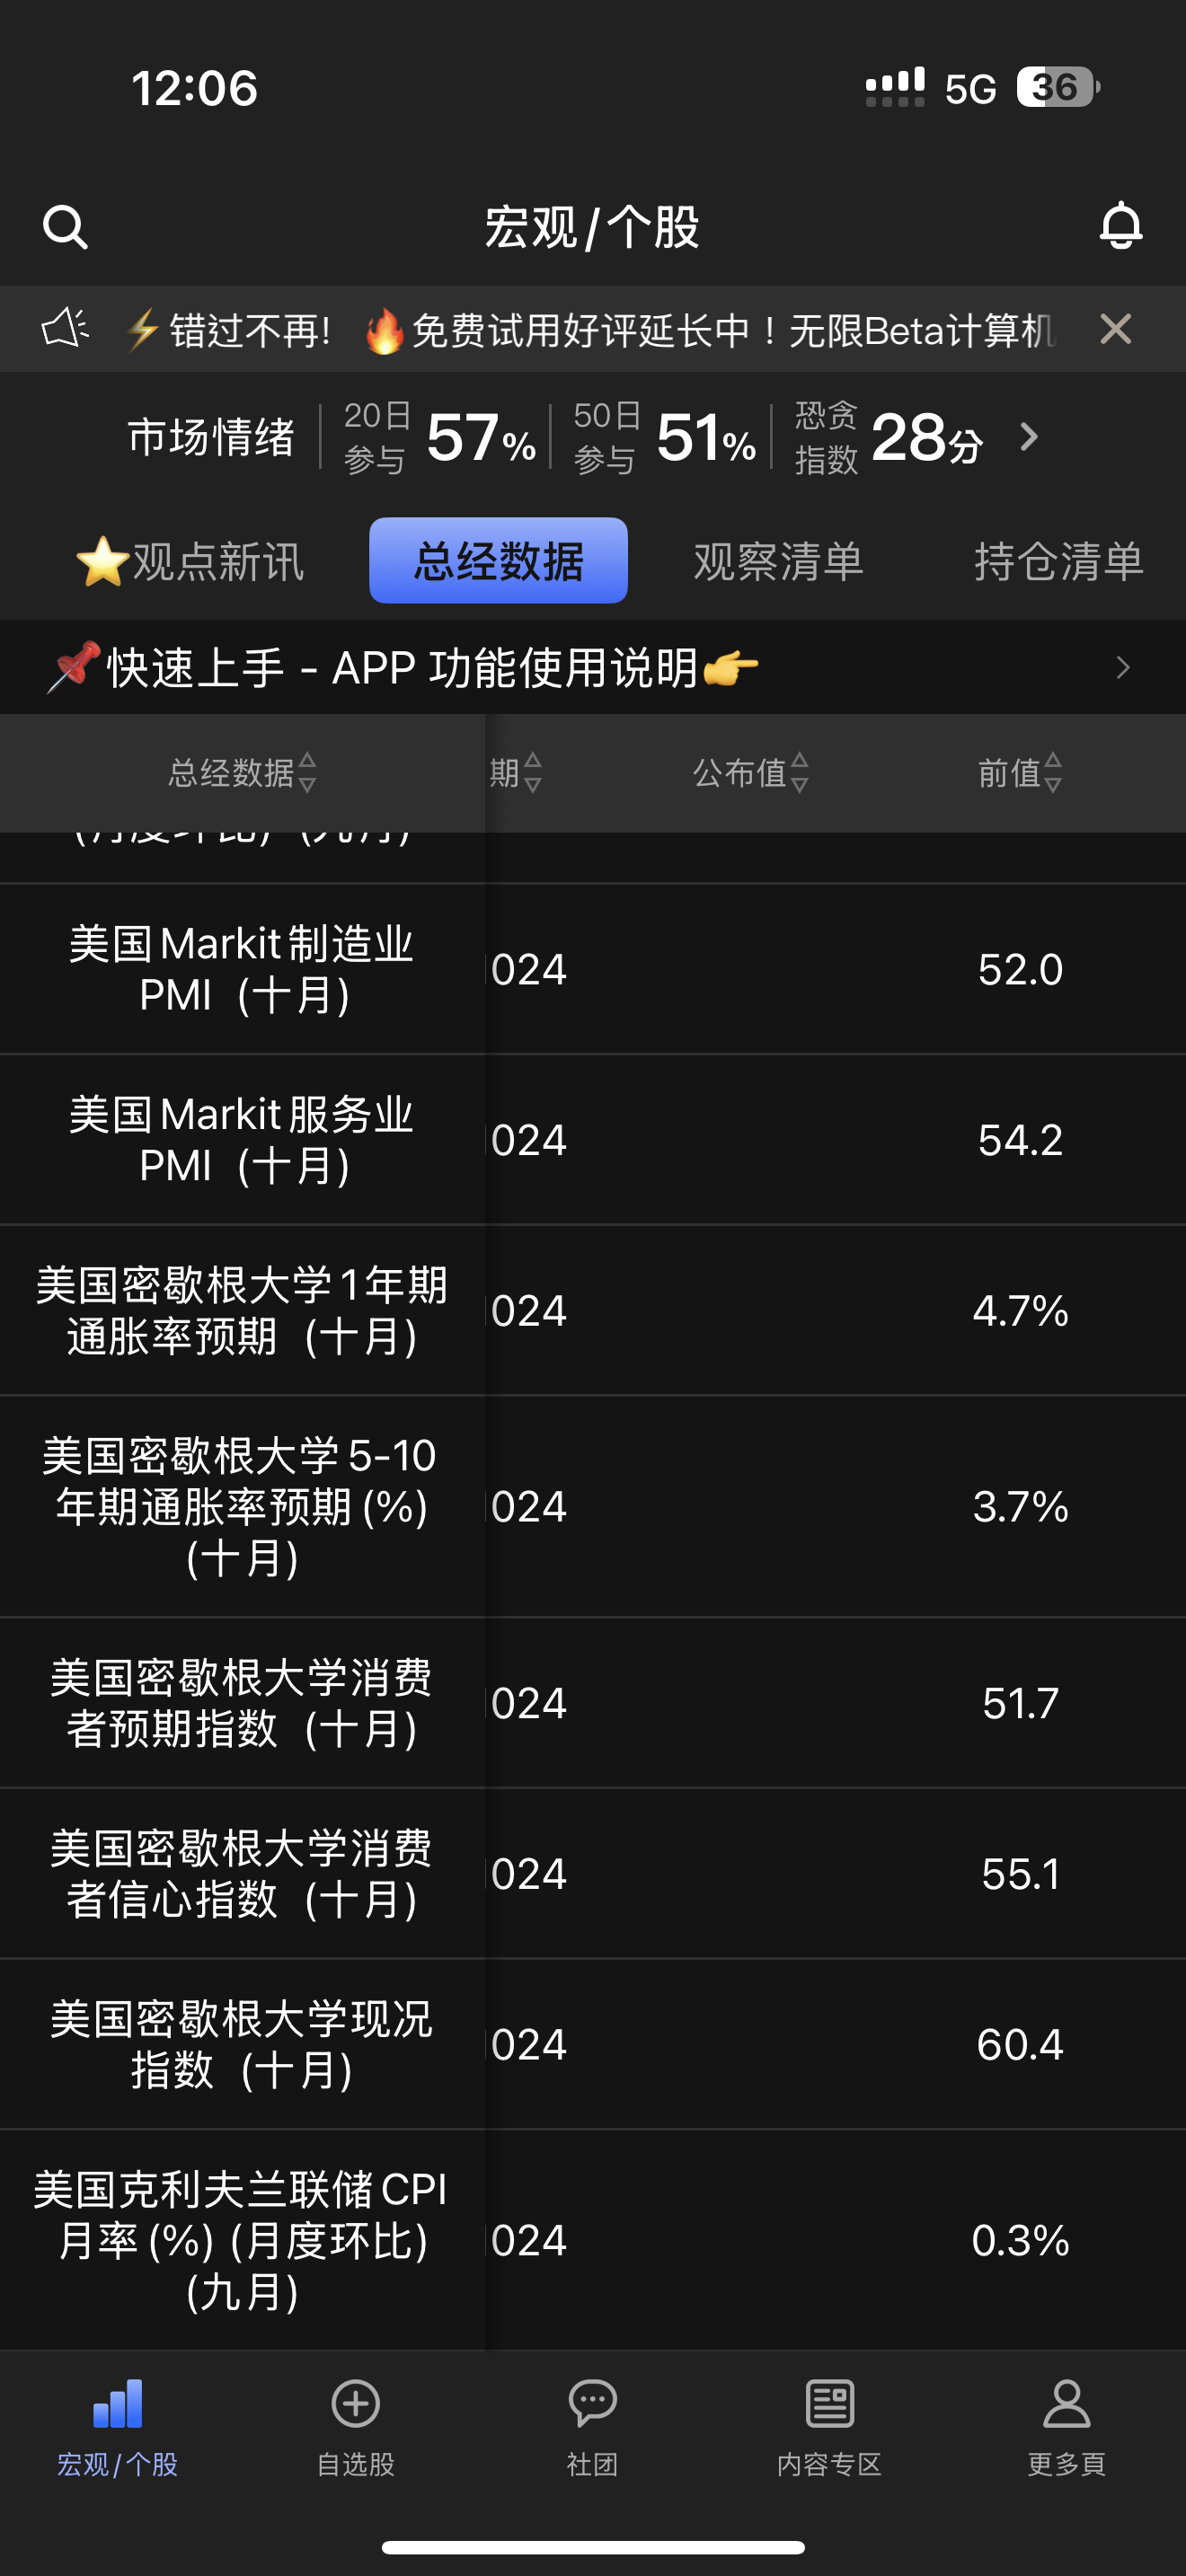 12:06
5G 36
宏观/个股
⚡错过不再! 🔥免费试用好评延长中！无限Beta计算机
市场情绪 20日参与 57% 50日参与 51% 恐贪指数 28分
⭐观点新讯 总经数据 观察清单 持仓清单
📌快速上手 - APP 功能使用说明👉
总经数据 期 公布值 前值
(月度环比) (九月)
美国Markit制造业
PMI (十月)
024 52.0
美国Markit服务业
PMI (十月)
024 54.2
美国密歇根大学1年期
通胀率预期 (十月)
024 4.7%
美国密歇根大学5-10
年期通胀率预期(%)
(十月)
024 3.7%
美国密歇根大学消费
者预期指数 (十月)
024 51.7
美国密歇根大学消费
者信心指数 (十月)
024 55.1
美国密歇根大学现况
指数 (十月)
024 60.4
美国克利夫兰联储CPI
月率(%) (月度环比)
(九月)
024 0.3%
宏观/个股 自选股 社团 内容专区 更多頁